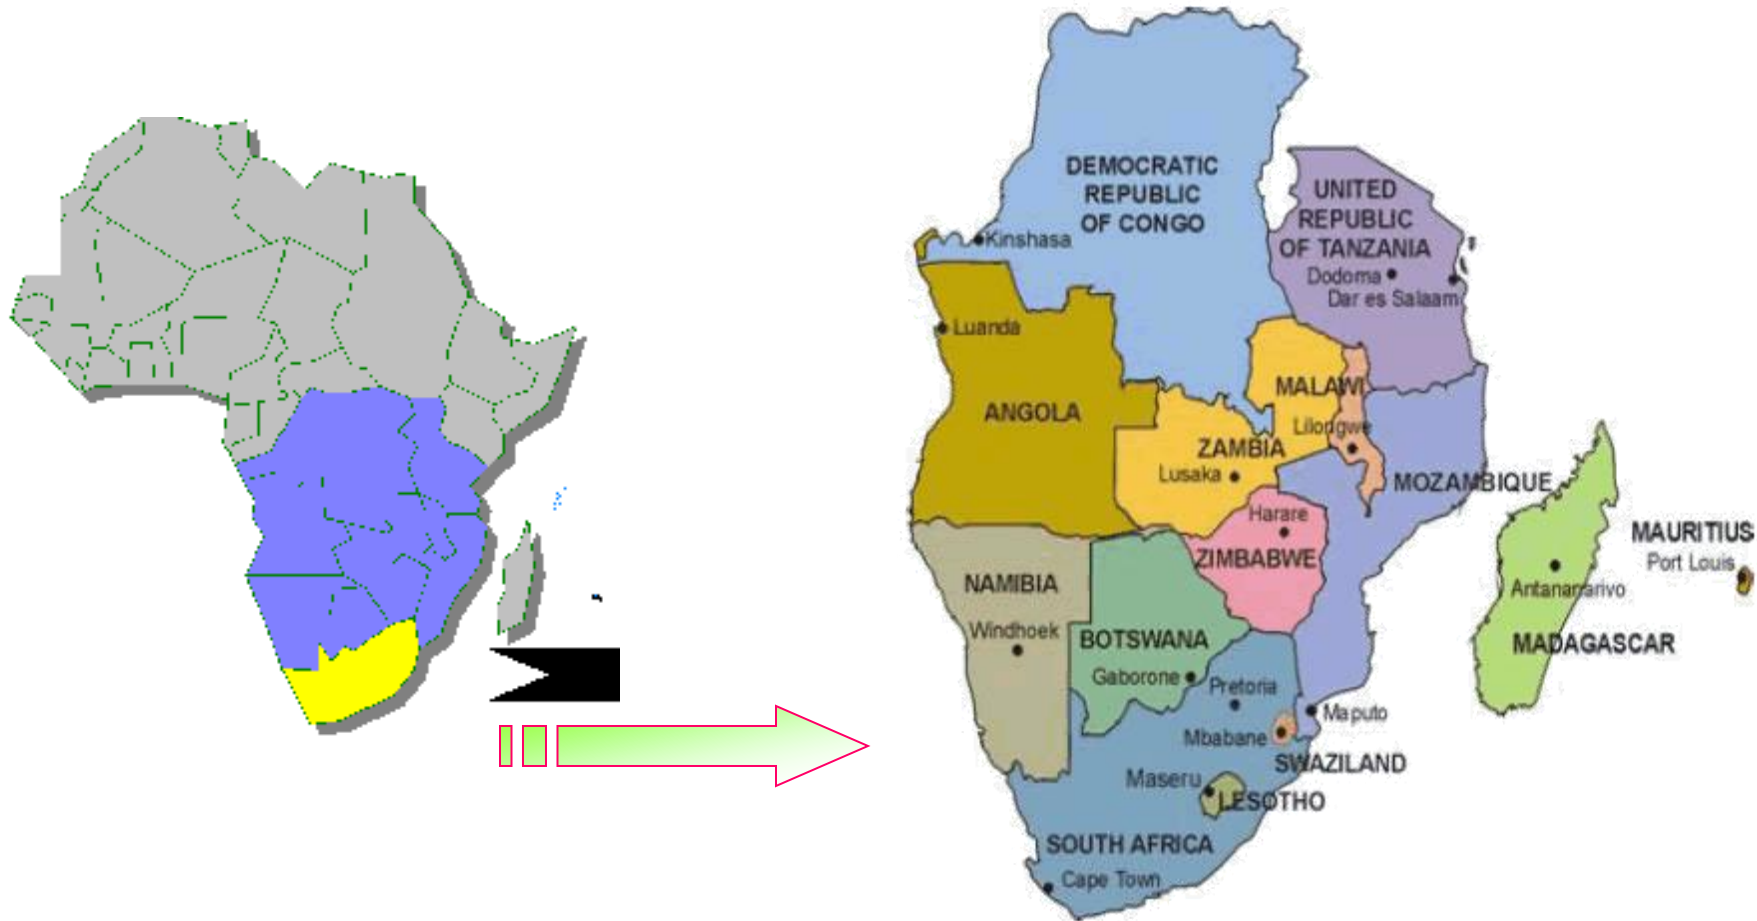 DEMOCRATIC
REPUBLIC
OF CONGO
Kinshasa
UNITED
REPUBLIC
OF TANZANIA
Dodoma
Dar es Salaam
Luanda
ANGOLA
MALAWI
Lilongwe
ZAMBIA
Lusaka
MOZAMBIQUE
Harare
ZIMBABWE
MAURITIUS
Port Louis
Antananarivo
MADAGASCAR
NAMIBIA
Windhoek
BOTSWANA
Gaborone
Pretoria
Maputo
Mbabane
SWAZILAND
Maseru
LESOTHO
SOUTH AFRICA
Cape Town